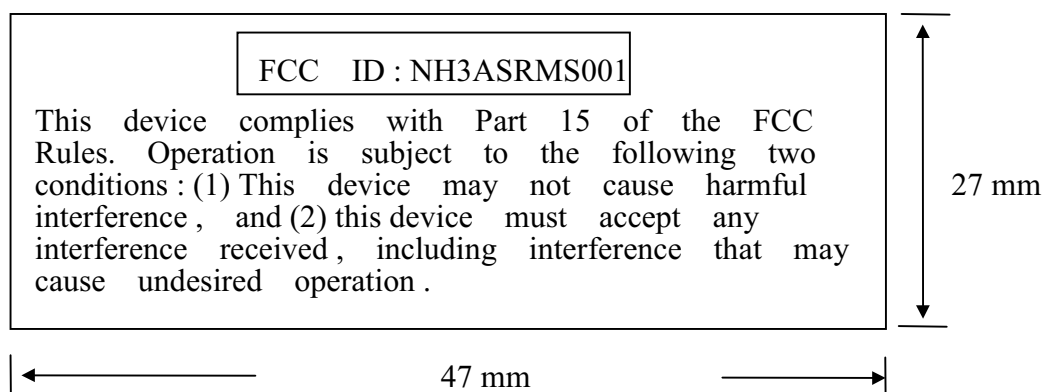 FCC ID : NH3ASRMS001
This device complies with Part 15 of the FCC
Rules. Operation is subject to the following two
conditions : (1) This device may not cause harmful
interference , and (2) this device must accept any
interference received , including interference that may
cause undesired operation .
27 mm
47 mm